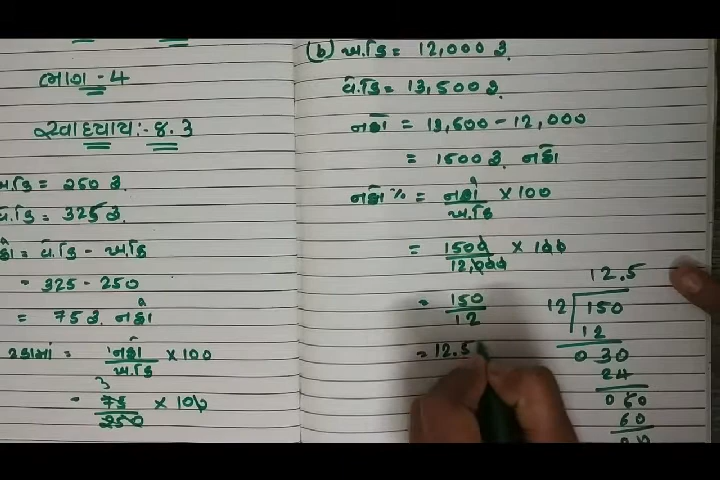 ભાગ - 4
સ્વાધ્યાય:- 8.3
અ.કિં = 250 રૂ.
વે.કિં = 325 રૂ.
= વે.કિં - અ.કિં
= 325 - 250
= 75 રૂ. નફો
ટકામાં = નફો / અ.કિં × 100
= 75 / 250 × 100
3
(b) અ.કિં = 12,000 રૂ.
વે.કિં = 13,500 રૂ.
નફો = 13,500 - 12,000
= 1500 રૂ. નફો
નફો % = નફો / અ.કિં × 100
= 1500 / 12,000 × 100
= 150 / 12
= 12.5
12.5
12 150
12
030
24
060
60
00